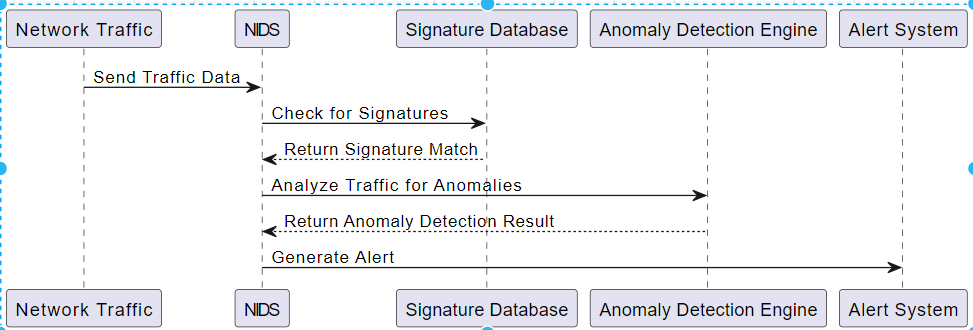 Network Traffic
NIDS
Signature Database
Anomaly Detection Engine
Alert System
Send Traffic Data
Check for Signatures
Return Signature Match
Analyze Traffic for Anomalies
Return Anomaly Detection Result
Generate Alert
Network Traffic
NIDS
Signature Database
Anomaly Detection Engine
Alert System